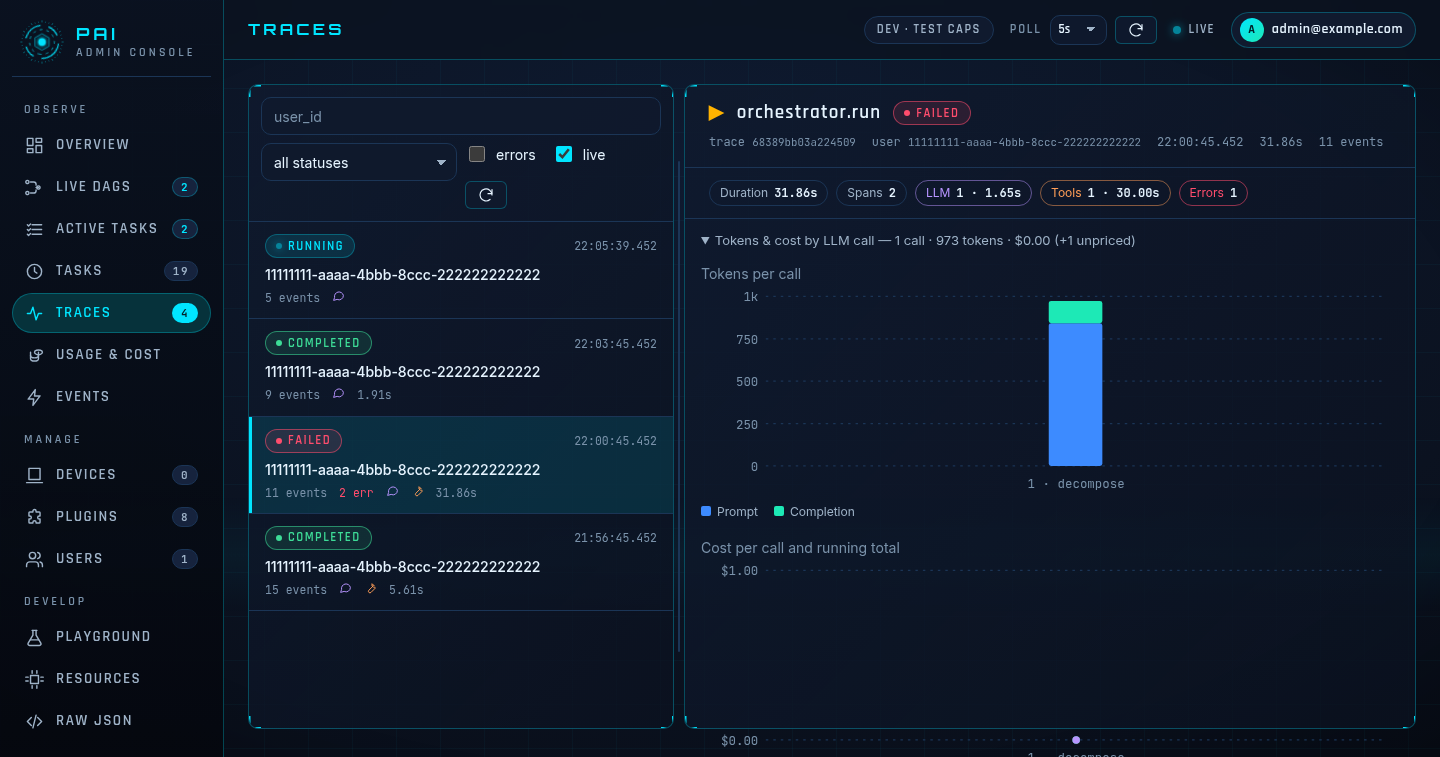 PAI
ADMIN CONSOLE
OBSERVE
OVERVIEW
LIVE DAGS 2
ACTIVE TASKS 2
TASKS 19
TRACES 4
USAGE & COST
EVENTS
MANAGE
DEVICES 0
PLUGINS 8
USERS 1
DEVELOP
PLAYGROUND
RESOURCES
RAW JSON
TRACES
DEV · TEST CAPS
POLL 5s
LIVE
A admin@example.com
user_id
all statuses
errors
live
RUNNING 22:05:39.452
11111111-aaaa-4bbb-8ccc-222222222222
5 events
COMPLETED 22:03:45.452
11111111-aaaa-4bbb-8ccc-222222222222
9 events 1.91s
FAILED 22:00:45.452
11111111-aaaa-4bbb-8ccc-222222222222
11 events 2 err 31.86s
COMPLETED 21:56:45.452
11111111-aaaa-4bbb-8ccc-222222222222
15 events 5.61s
orchestrator.run FAILED
trace 68389bb03a224509 user 11111111-aaaa-4bbb-8ccc-222222222222 22:00:45.452 31.86s 11 events
Duration 31.86s Spans 2 LLM 1 · 1.65s Tools 1 · 30.00s Errors 1
Tokens & cost by LLM call — 1 call · 973 tokens · $0.00 (+1 unpriced)
Tokens per call
1k
750
500
250
0
1 · decompose
Prompt Completion
Cost per call and running total
$1.00
$0.00
1 · decompose